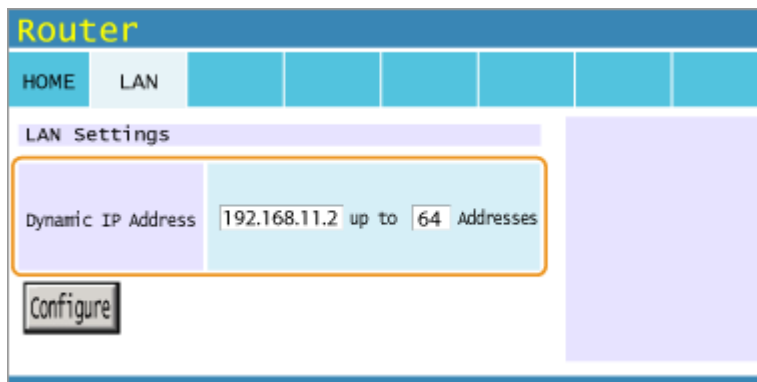 Router
HOME LAN
LAN Settings
Dynamic IP Address 192.168.11.2 up to 64 Addresses
Configure